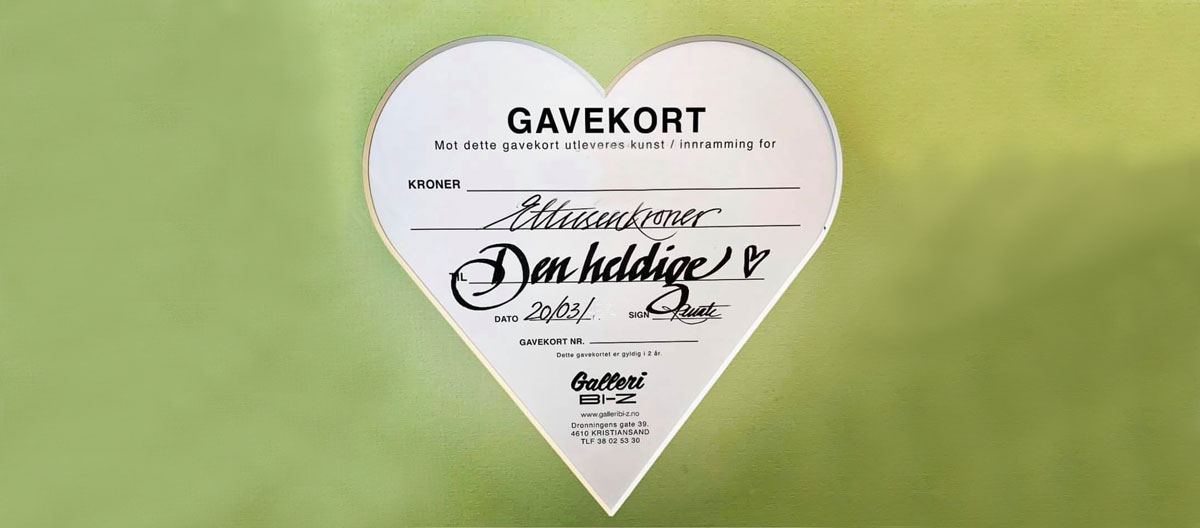 GAVEKORT
Mot dette gavekort utleveres kunst / innramming for
KRONER
Ettusenkroner
TIL Den heldige
DATO 20/03/ SIGN
GAVEKORT NR.
Dette gavekortet er gyldig i 2 år.
Galleri
BI-Z
www.galleribi-z.no
Dronningens gate 39,
4610 KRISTIANSAND
TLF 38 02 53 30